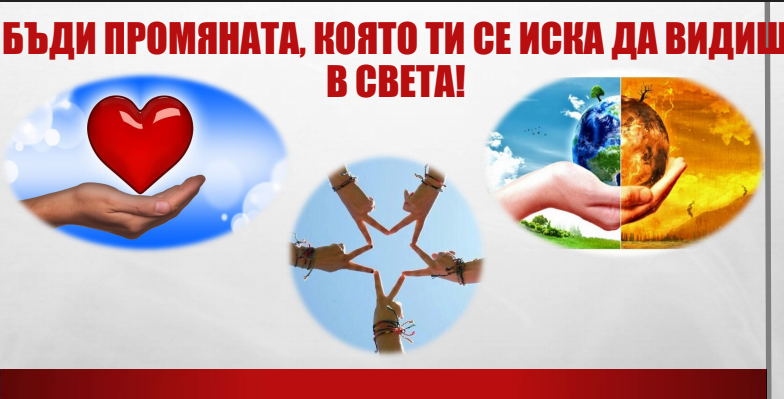 БЪДИ ПРОМЯНАТА, КОЯТО ТИ СЕ ИСКА ДА ВИДИШ
В СВЕТА!